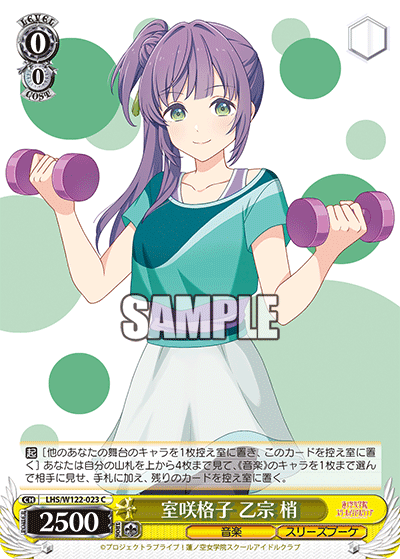 LEVEL
0
0
COST
SAMPLE
起［他のあなたの舞台のキャラを1枚控え室に置き、このカードを控え室に置
く］あなたは自分の山札を上から4枚まで見て、《音楽》のキャラを1枚まで選ん
で相手に見せ、手札に加え、残りのカードを控え室に置く。
CH LHS/W122-023 C
2500
室咲格子 乙宗 梢
音楽
スリーズブーケ
©プロジェクトラブライブ！蓮ノ空女学院スクールアイドルクラブ